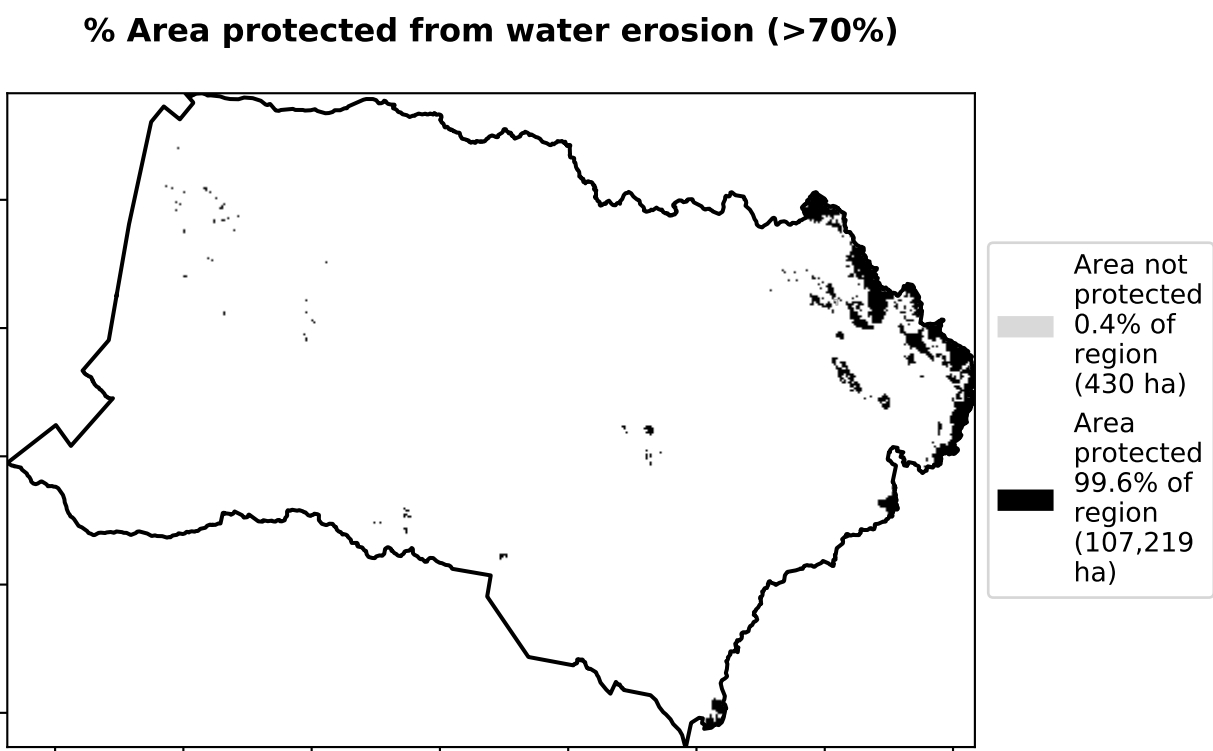 % Area protected from water erosion (>70%)
Area not
protected
0.4% of
region
(430 ha)
Area
protected
99.6% of
region
(107,219
ha)